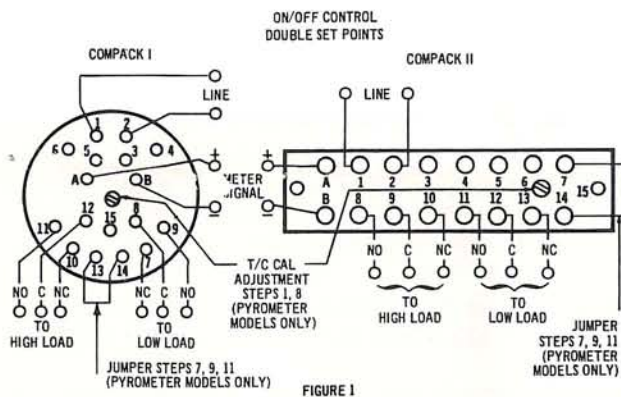 ON/OFF CONTROL
DOUBLE SET POINTS
COMPACK I
COMPACK II
LINE
LINE
1 2
6 5 3 4
A B
12 8
11 15 9
10 13 14 7
+ +
METER
SIGNAL
− −
A 1 2 3 4 5 6 7
15
B 8 9 10 11 12 13 14
NO C NC NC C NO
TO
HIGH LOAD
TO
LOW LOAD
T/C CAL
ADJUSTMENT
STEPS 1, 8
(PYROMETER
MODELS ONLY)
NO C NC NO C NC
TO
HIGH LOAD
TO
LOW LOAD
JUMPER STEPS 7, 9, 11
(PYROMETER MODELS ONLY)
JUMPER
STEPS 7, 9, 11
(PYROMETER
MODELS ONLY)
FIGURE 1